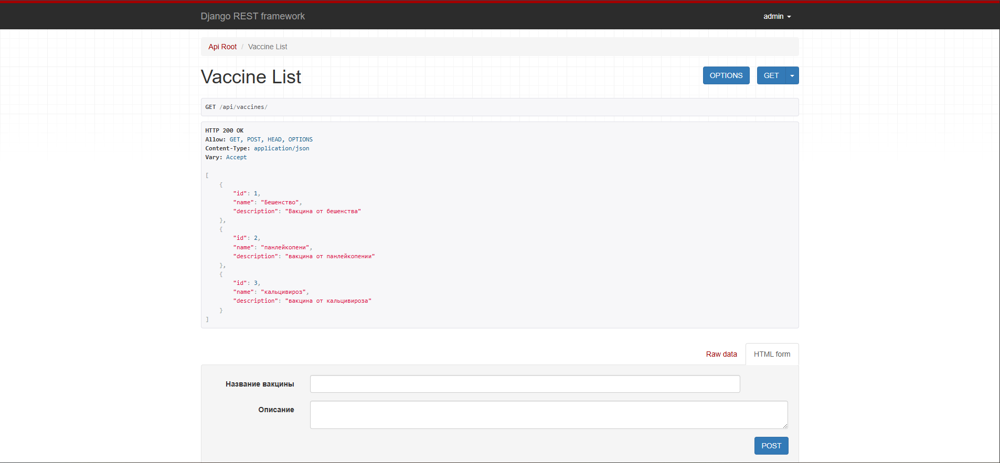 Django REST framework
admin
Api Root / Vaccine List
Vaccine List
OPTIONS
GET
GET /api/vaccines/
HTTP 200 OK
Allow: GET, POST, HEAD, OPTIONS
Content-Type: application/json
Vary: Accept
[
    {
        "id": 1,
        "name": "Бешенство",
        "description": "Вакцина от бешенства"
    },
    {
        "id": 2,
        "name": "панлейкопени",
        "description": "вакцина от панлейкопении"
    },
    {
        "id": 3,
        "name": "кальцивироз",
        "description": "вакцина от кальцивироза"
    }
]
Raw data
HTML form
Название вакцины
Описание
POST